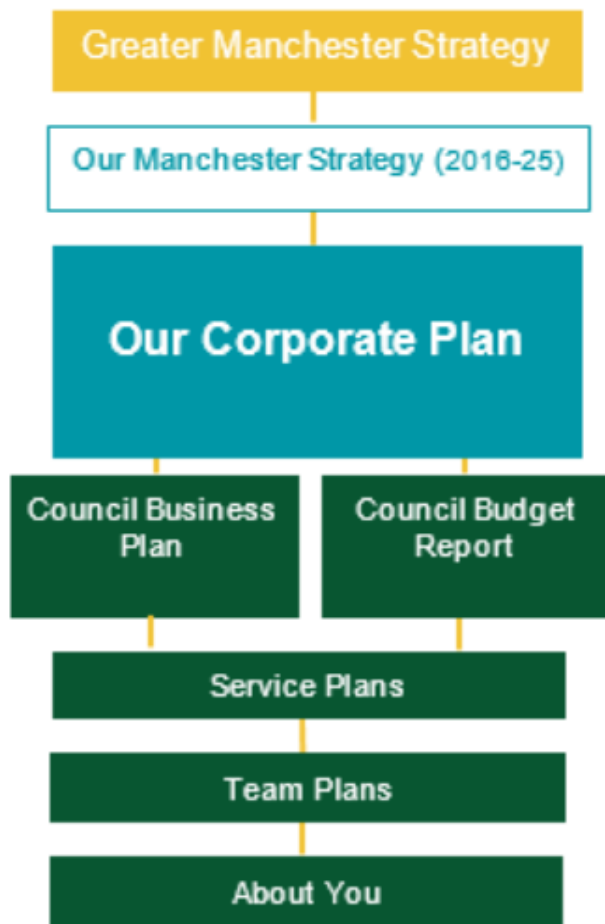 Greater Manchester Strategy
Our Manchester Strategy (2016-25)
Our Corporate Plan
Council Business
Plan
Council Budget
Report
Service Plans
Team Plans
About You